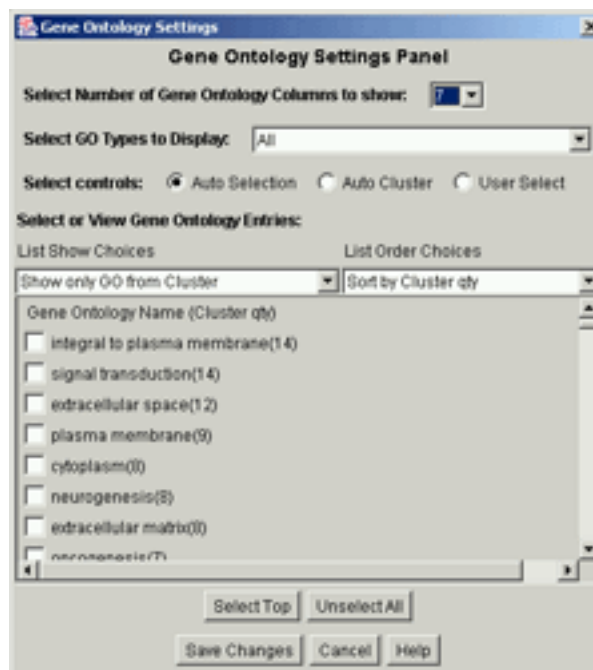 Gene Ontology Settings
Gene Ontology Settings Panel
Select Number of Gene Ontology Columns to show: 7
Select GO Types to Display: All
Select controls: Auto Selection Auto Cluster User Select
Select or View Gene Ontology Entries:
List Show Choices List Order Choices
Show only GO from Cluster Sort by Cluster qty
Gene Ontology Name (Cluster qty)
integral to plasma membrane(14)
signal transduction(14)
extracellular space(12)
plasma membrane(9)
cytoplasm(8)
neurogenesis(8)
extracellular matrix(8)
oncogenesis(7)
Select Top Unselect All
Save Changes Cancel Help